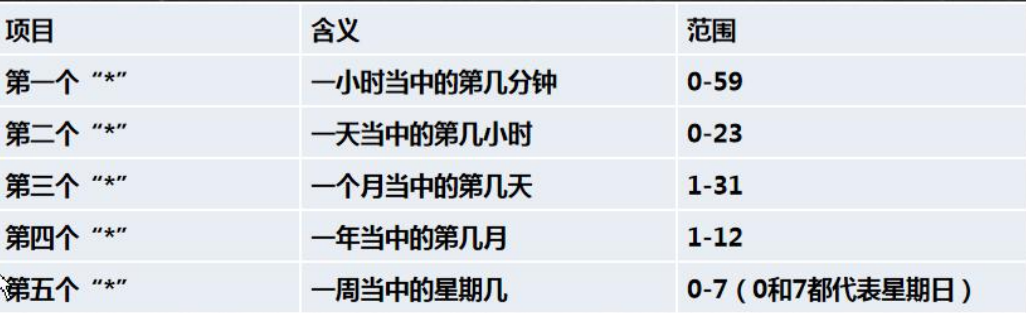 项目 含义 范围
第一个 “*” 一小时当中的第几分钟 0-59
第二个 “*” 一天当中的第几小时 0-23
第三个 “*” 一个月当中的第几天 1-31
第四个 “*” 一年当中的第几月 1-12
第五个 “*” 一周当中的星期几 0-7（0和7都代表星期日）